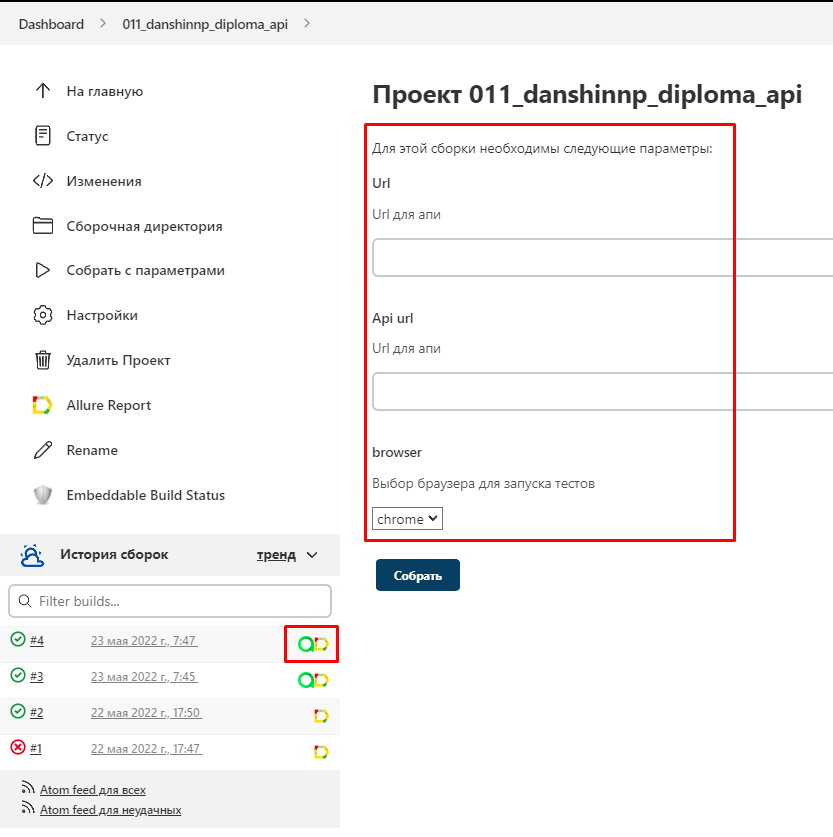 Dashboard > 011_danshinnp_diploma_api >
На главную
Статус
Изменения
Сборочная директория
Собрать с параметрами
Настройки
Удалить Проект
Allure Report
Rename
Embeddable Build Status
История сборок тренд
Filter builds...
#4 23 мая 2022 г., 7:47
#3 23 мая 2022 г., 7:45
#2 22 мая 2022 г., 17:50
#1 22 мая 2022 г., 17:47
Atom feed для всех
Atom feed для неудачных
Проект 011_danshinnp_diploma_api
Для этой сборки необходимы следующие параметры:
Url
Url для апи
Api url
Url для апи
browser
Выбор браузера для запуска тестов
chrome
Собрать